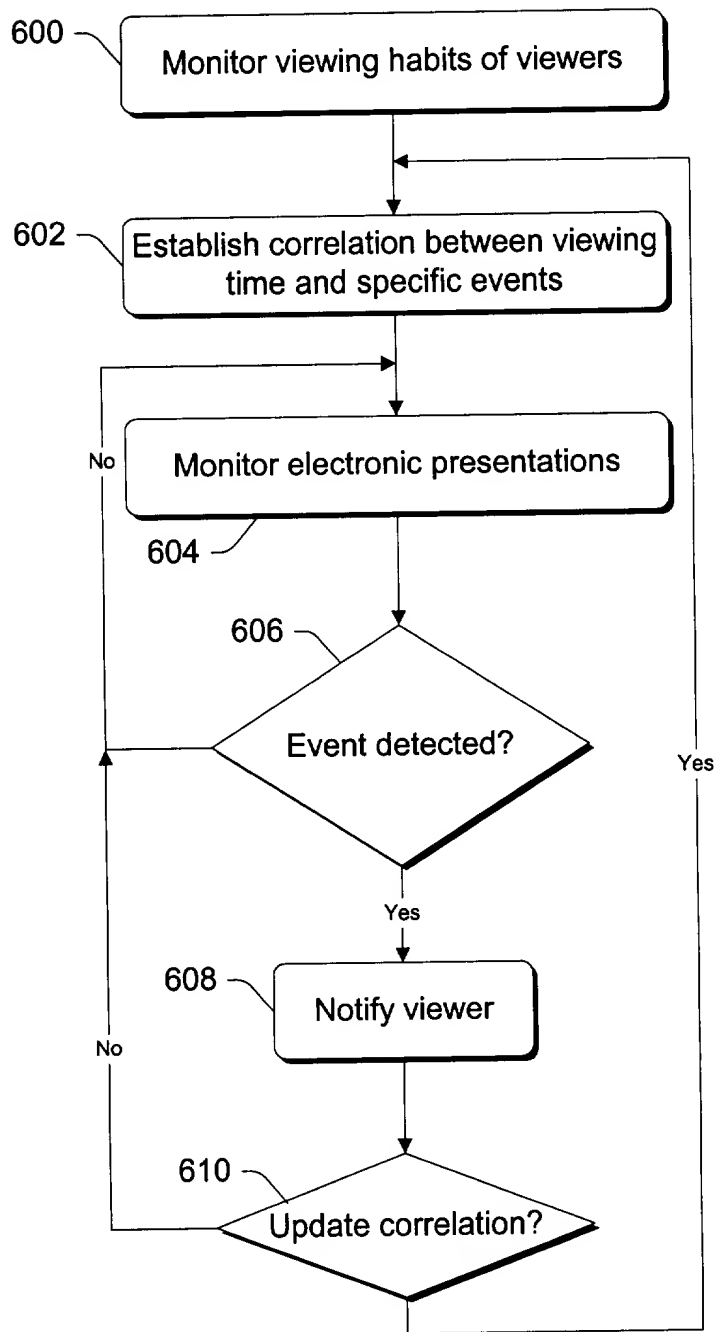 600
Monitor viewing habits of viewers
602
Establish correlation between viewing
time and specific events
No
Monitor electronic presentations
604
606
Event detected?
Yes
Yes
608
Notify viewer
No
610
Update correlation?